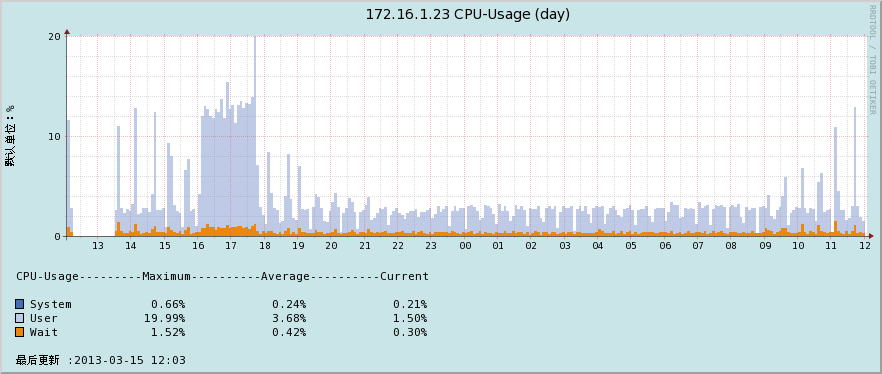 172.16.1.23 CPU-Usage (day)
RRDTOOL / TOBI OETIKER
默认单位：%
20
10
0
13 14 15 16 17 18 19 20 21 22 23 00 01 02 03 04 05 06 07 08 09 10 11 12
CPU-Usage---------Maximum----------Average----------Current
System 0.66% 0.24% 0.21%
User 19.99% 3.68% 1.50%
Wait 1.52% 0.42% 0.30%
最后更新 :2013-03-15 12:03